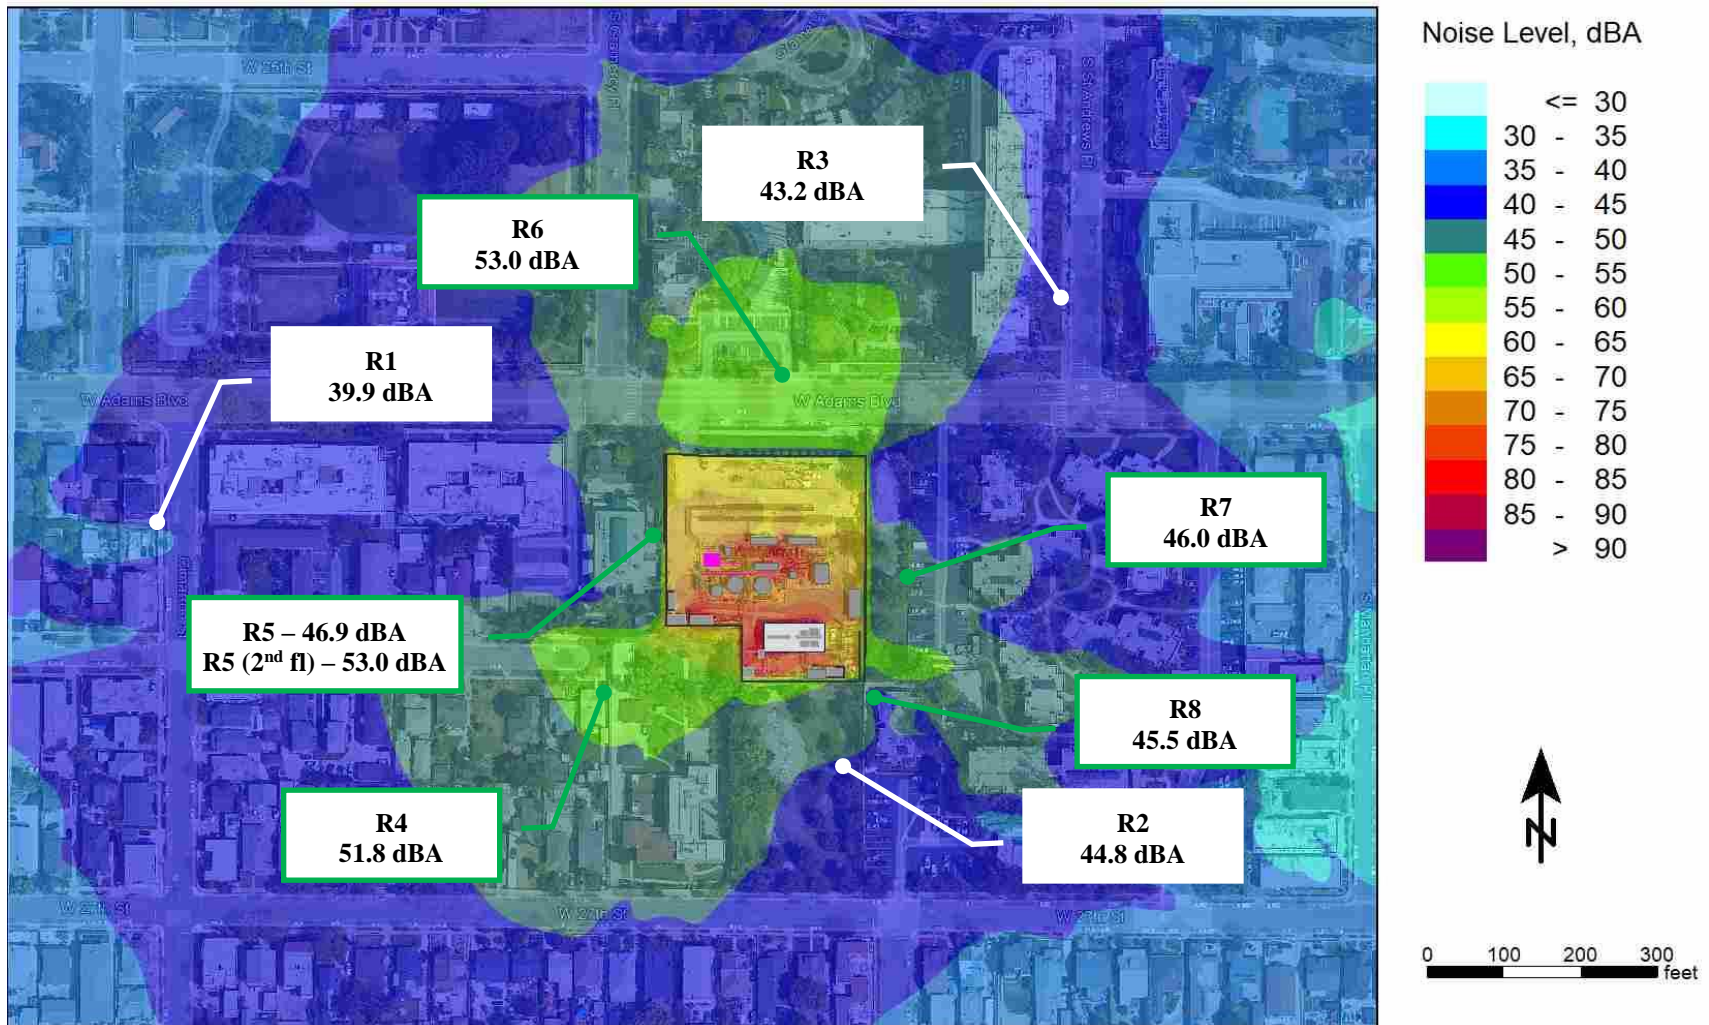 Noise Level, dBA
<= 30
30 - 35
35 - 40
40 - 45
45 - 50
50 - 55
55 - 60
60 - 65
65 - 70
70 - 75
75 - 80
80 - 85
85 - 90
> 90
W 25th St
S St Andrews Pl
R3
43.2 dBA
R6
53.0 dBA
R1
39.9 dBA
W Adams Blvd
W Adams Blvd
R7
46.0 dBA
R5 – 46.9 dBA
R5 (2nd fl) – 53.0 dBA
R8
45.5 dBA
R4
51.8 dBA
R2
44.8 dBA
W 27th St
W 27th St
W 27th St
N
0 100 200 300
feet